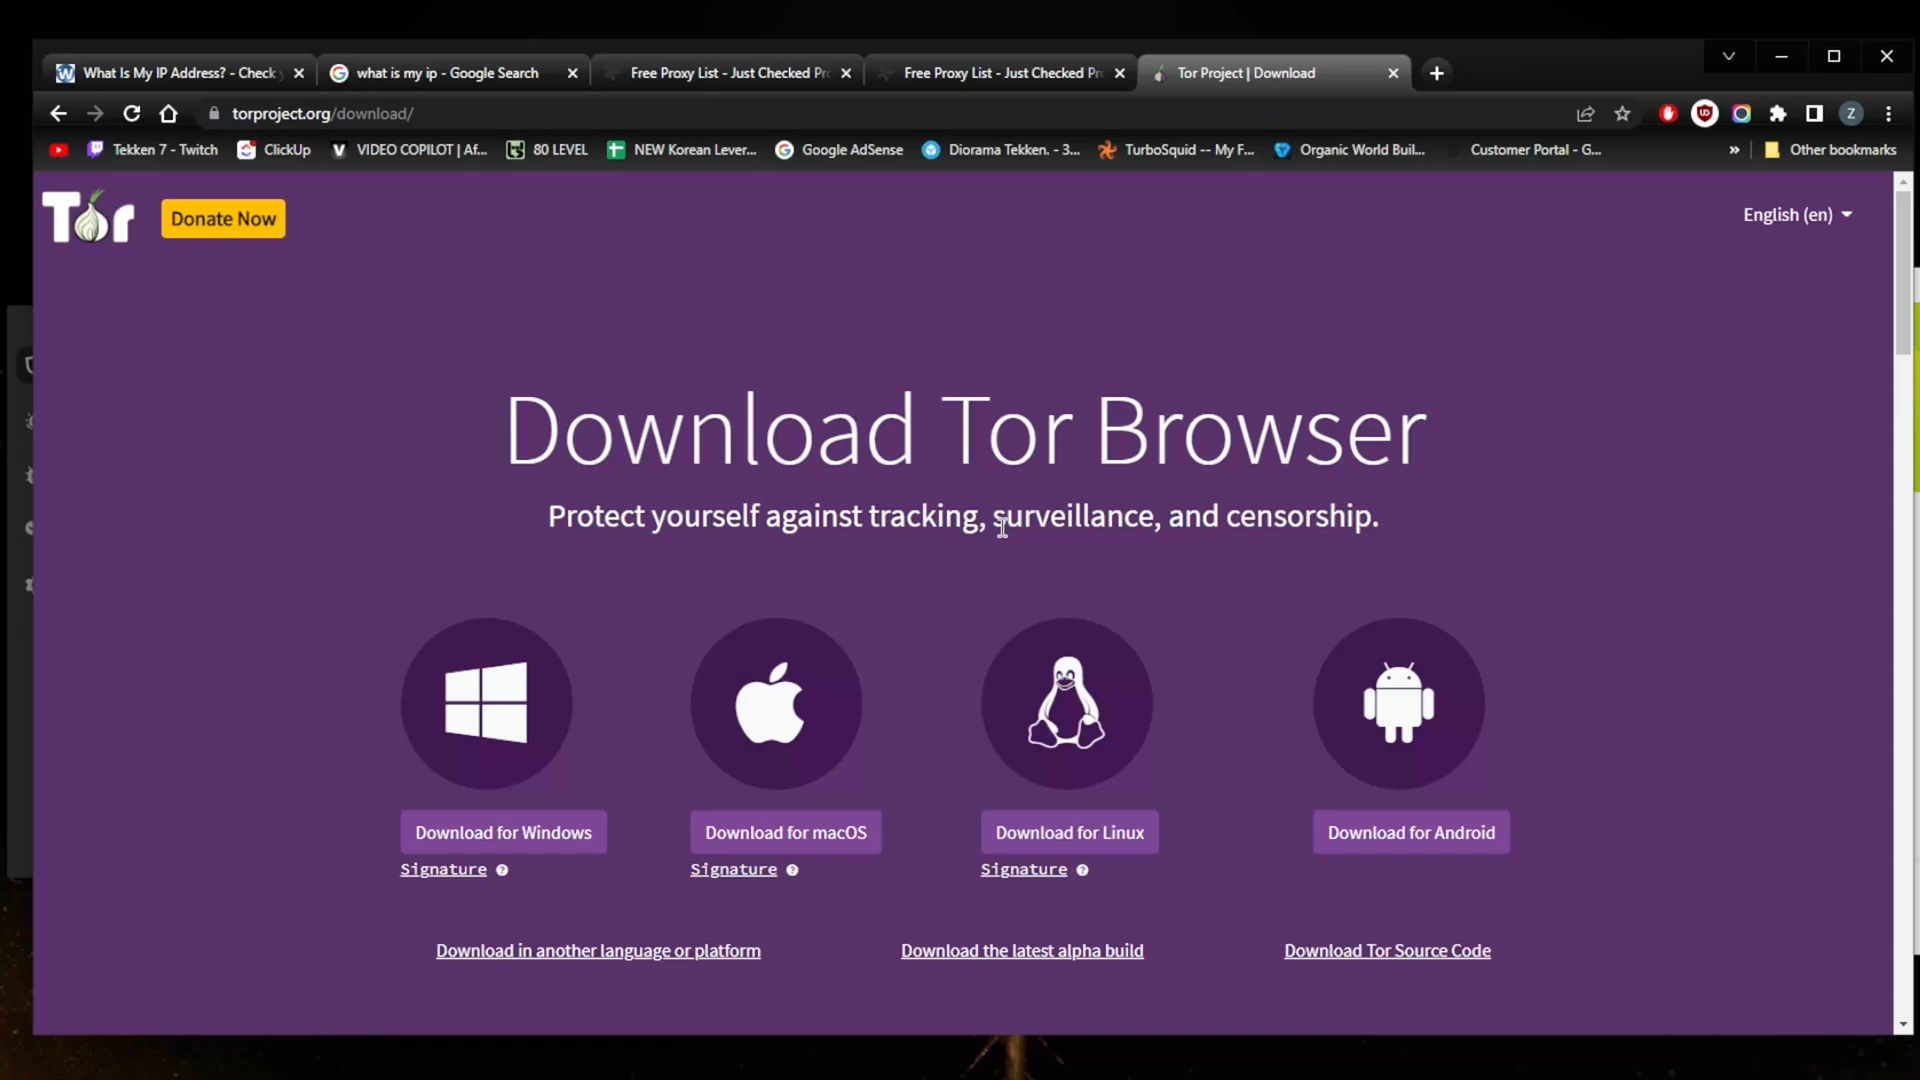 What Is My IP Address? - Check
what is my ip - Google Search
Free Proxy List - Just Checked Pr
Free Proxy List - Just Checked Pr
Tor Project | Download
torproject.org/download/
Z
Tekken 7 - Twitch
ClickUp
VIDEO COPILOT | Af...
80 LEVEL
NEW Korean Lever...
Google AdSense
Diorama Tekken. - 3...
TurboSquid -- My F...
Organic World Buil...
Customer Portal - G...
»
Other bookmarks
Tor
Donate Now
English (en)
Download Tor Browser
Protect yourself against tracking, surveillance, and censorship.
Download for Windows
Download for macOS
Download for Linux
Download for Android
Signature ?
Signature ?
Signature ?
Download in another language or platform
Download the latest alpha build
Download Tor Source Code